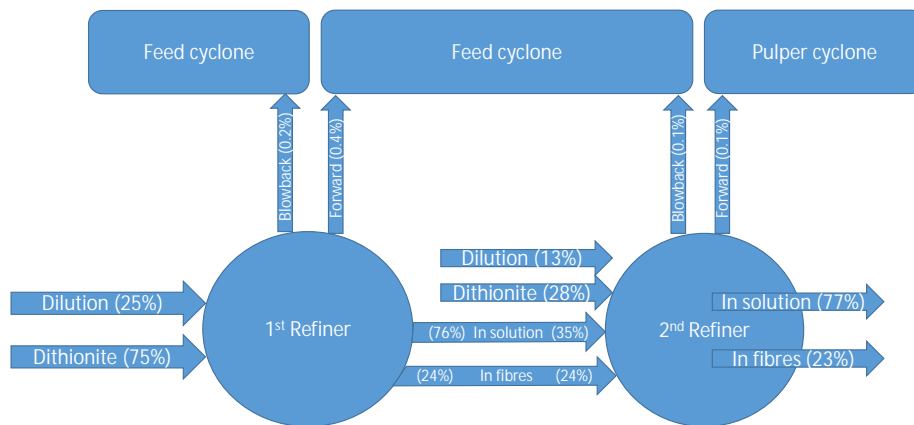 Feed cyclone
Feed cyclone
Pulper cyclone
Blowback (0.2%)
Forward (0.4%)
Blowback (0.1%)
Forward (0.1%)
Dilution (13%)
Dilution (25%)
Dithionite (28%)
1st Refiner
(76%) In solution (35%)
2nd Refiner
In solution (77%)
Dithionite (75%)
(24%) In fibres (24%)
In fibres (23%)